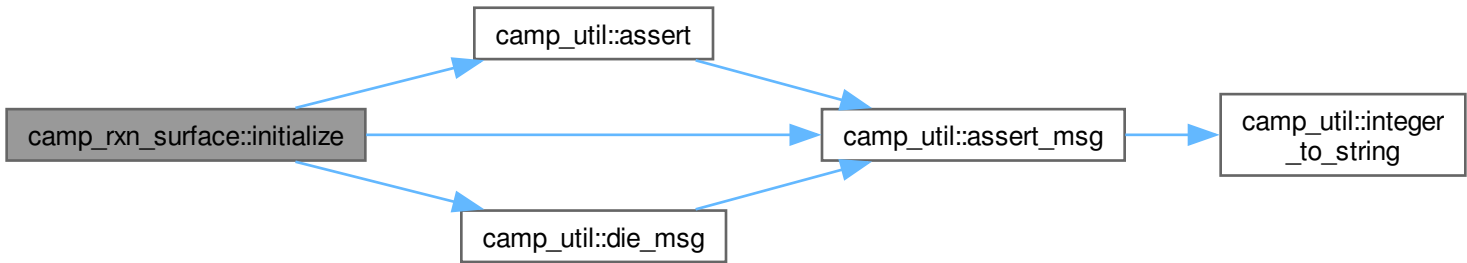 camp_util::assert
camp_rxn_surface::initialize
camp_util::assert_msg
camp_util::integer
_to_string
camp_util::die_msg